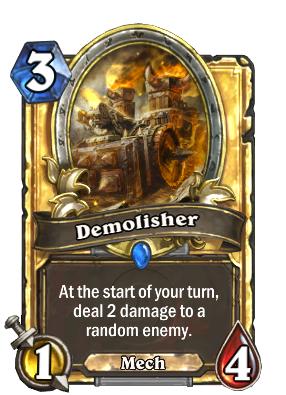 3
Demolisher
At the start of your turn,
deal 2 damage to a
random enemy.
1
Mech
4